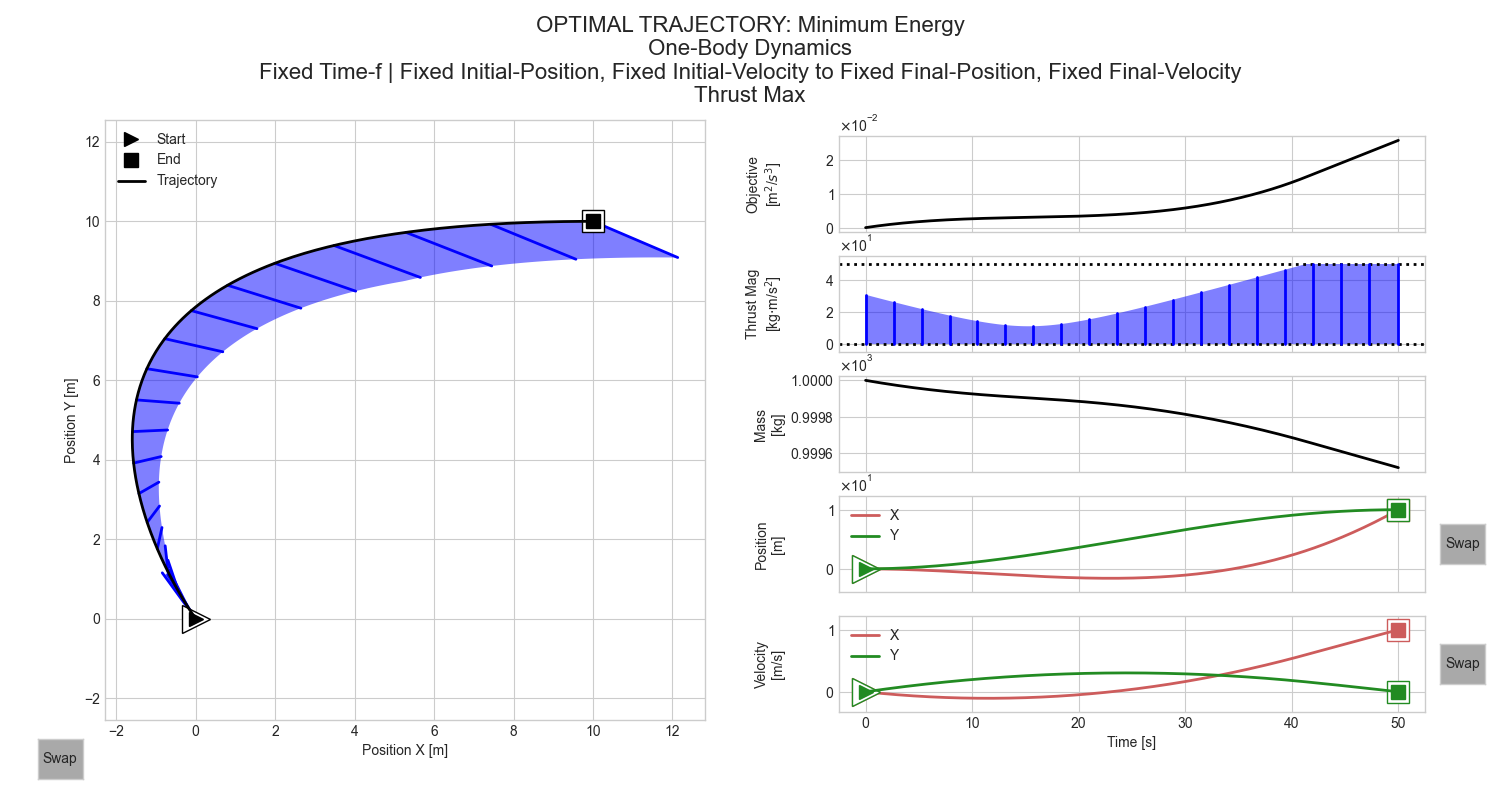 OPTIMAL TRAJECTORY: Minimum Energy
One-Body Dynamics
Fixed Time-f | Fixed Initial-Position, Fixed Initial-Velocity to Fixed Final-Position, Fixed Final-Velocity
Thrust Max
Start
End
Trajectory
12
10
8
6
4
2
0
−2
Position Y [m]
−2 0 2 4 6 8 10 12
Position X [m]
Swap
×10⁻²
Objective
[m²/s³]
2
1
0
×10¹
Thrust Mag
[kg·m/s²]
4
2
0
×10³
Mass
[kg]
1.0000
0.9998
0.9996
×10¹
Position
[m]
1
0
X
Y
Swap
Velocity
[m/s]
1
0
X
Y
Swap
0 10 20 30 40 50
Time [s]